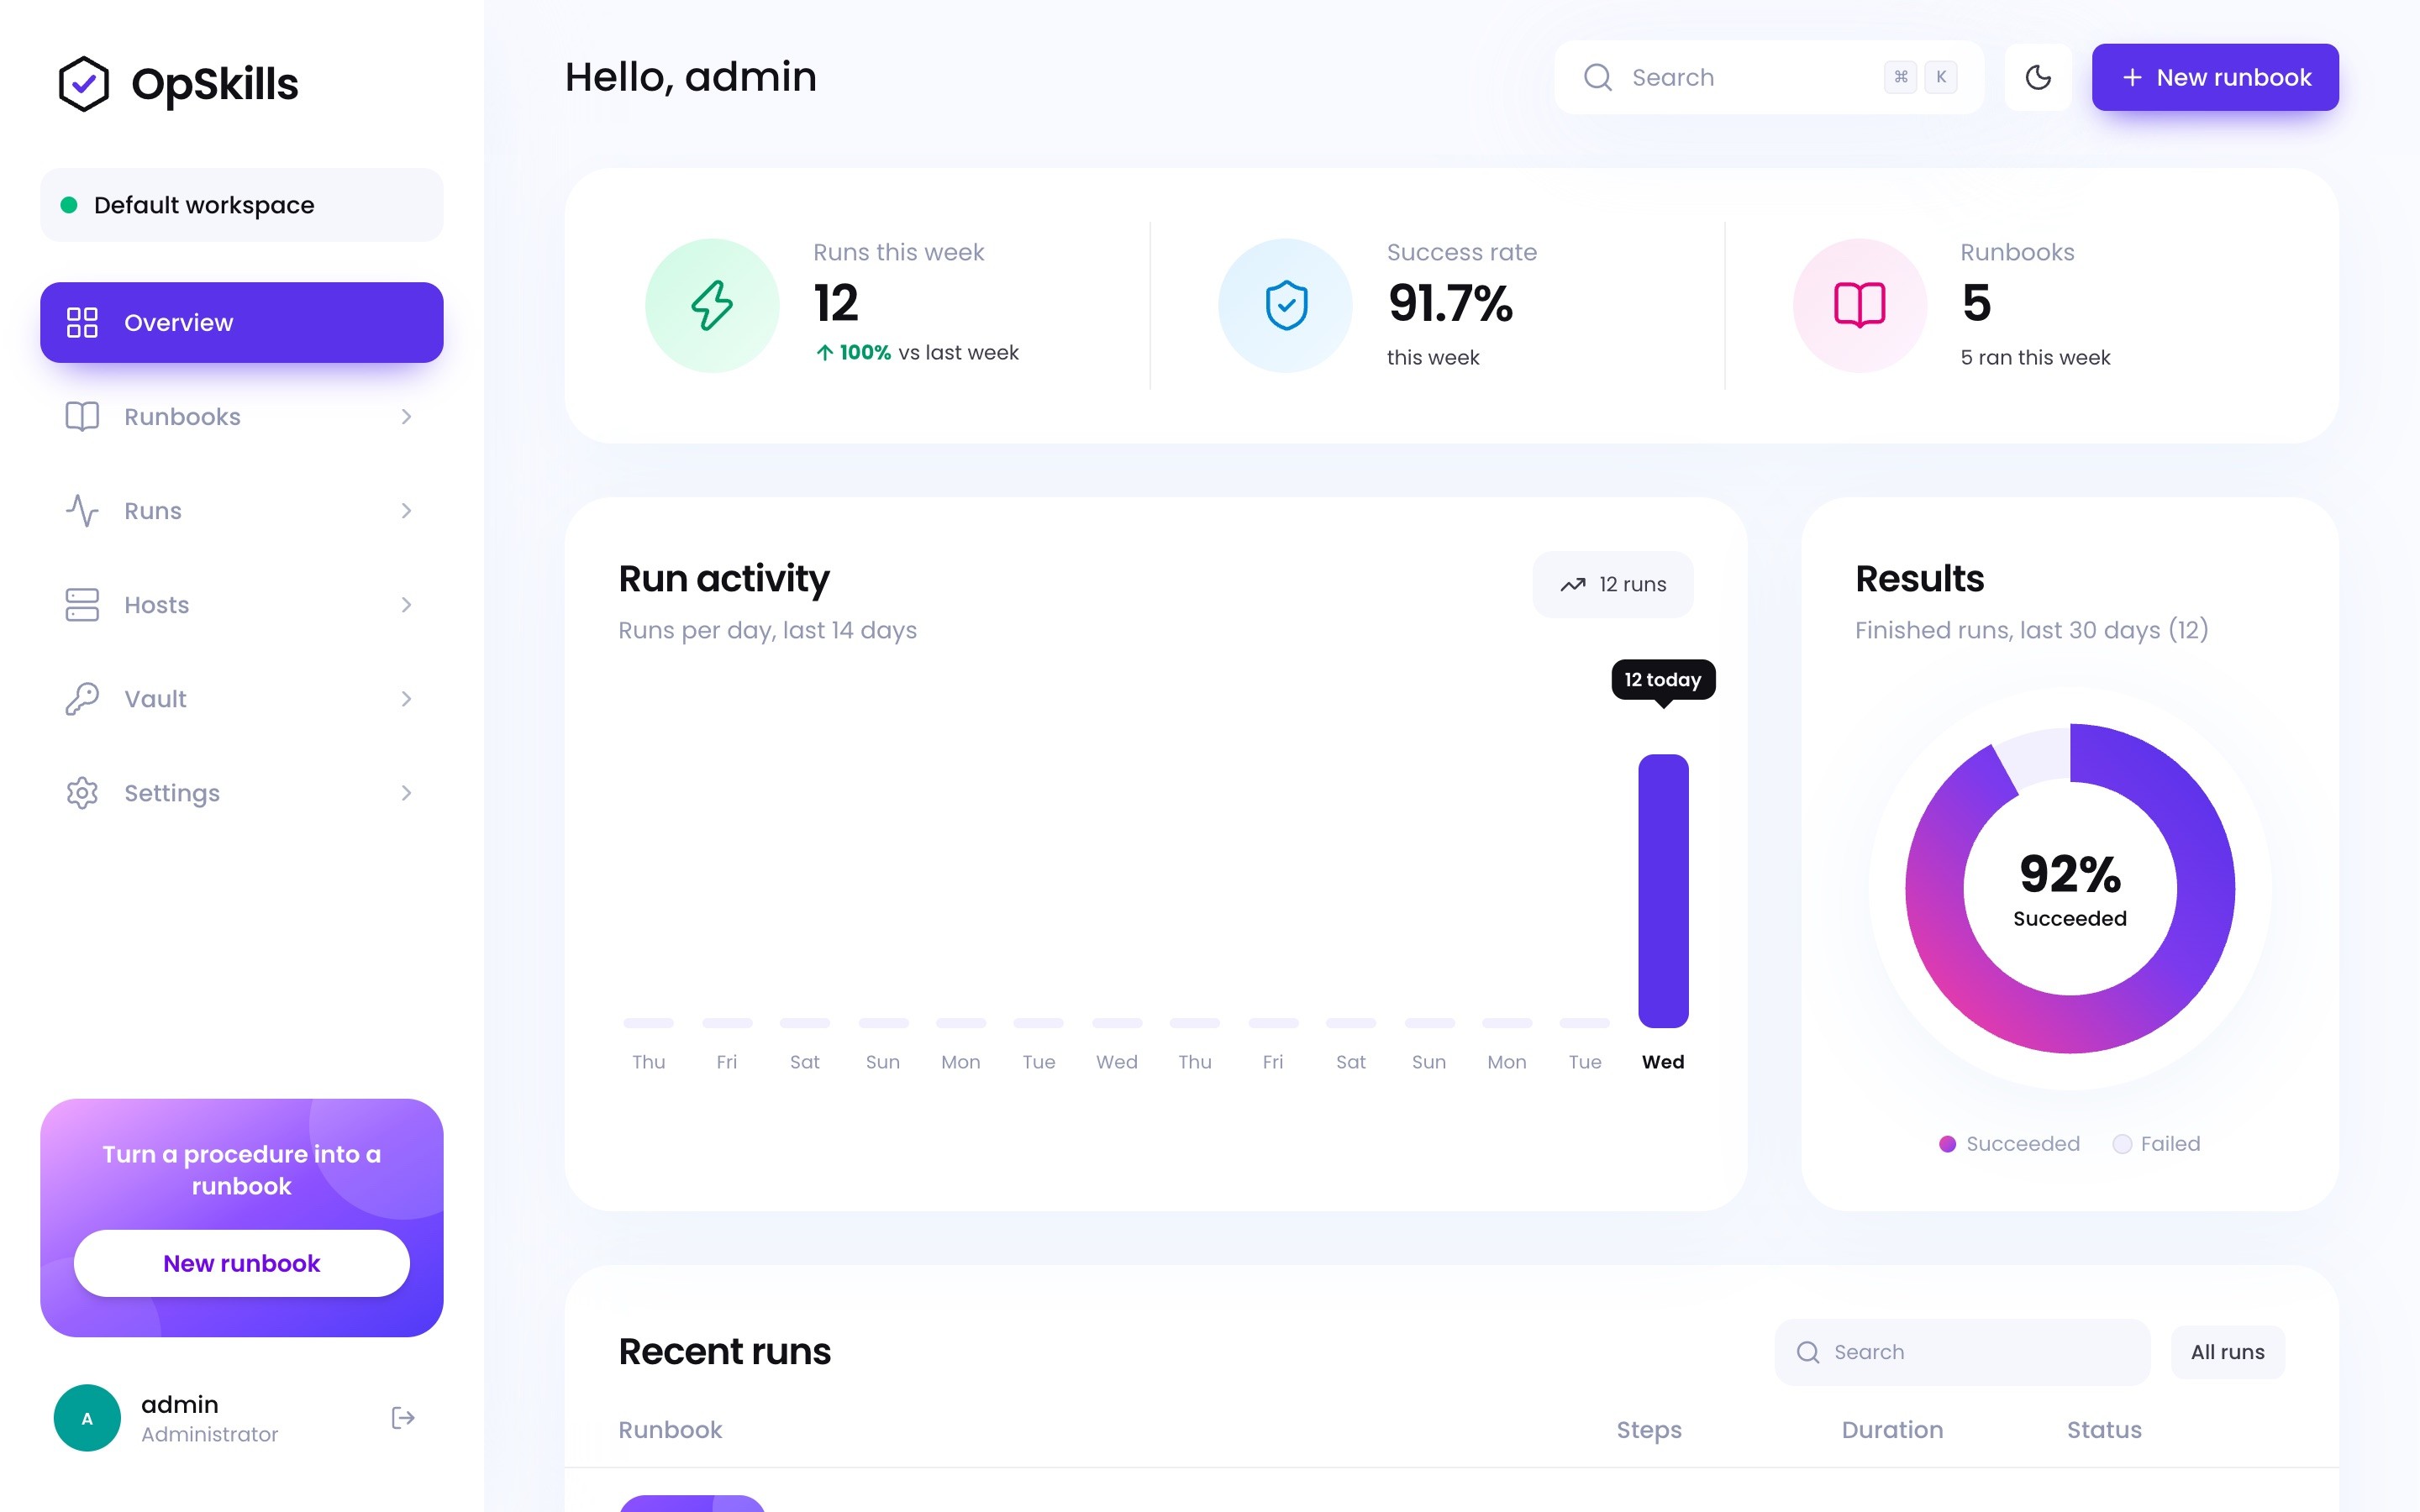 OpSkills
Default workspace
Overview
Runbooks
Runs
Hosts
Vault
Settings
Turn a procedure into a
runbook
New runbook
A
admin
Administrator
Hello, admin
Search
⌘ K
New runbook
Runs this week
12
100% vs last week
Success rate
91.7%
this week
Runbooks
5
5 ran this week
Run activity
Runs per day, last 14 days
12 runs
12 today
Thu Fri Sat Sun Mon Tue Wed Thu Fri Sat Sun Mon Tue Wed
Results
Finished runs, last 30 days (12)
92%
Succeeded
Succeeded Failed
Recent runs
Search
All runs
Runbook Steps Duration Status